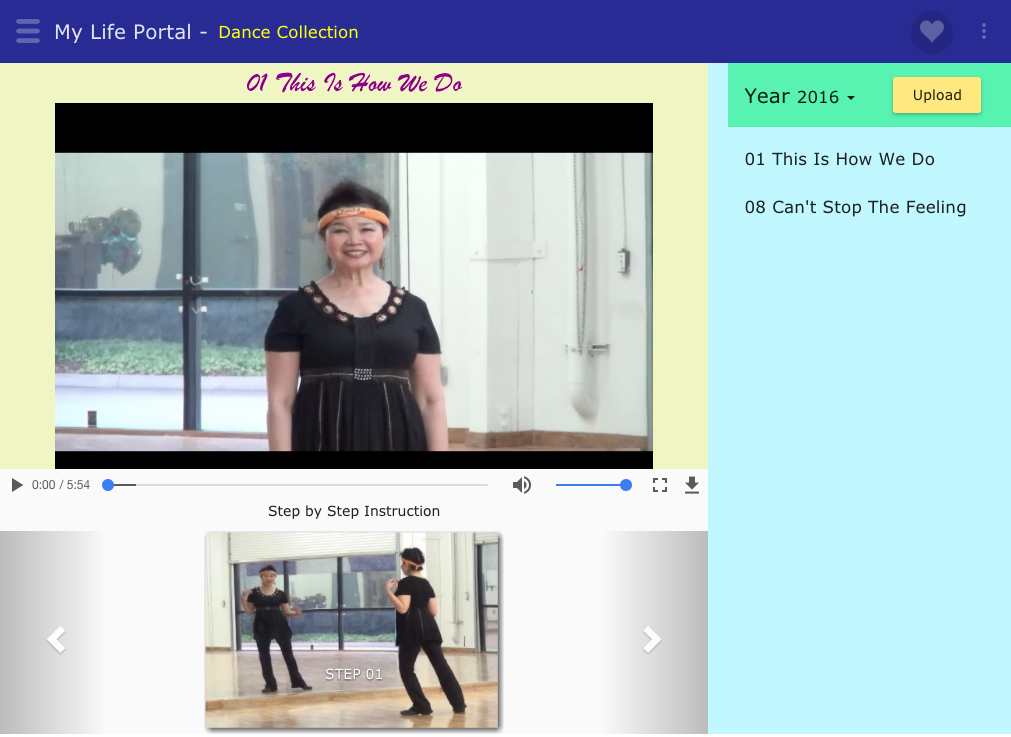 My Life Portal - Dance Collection
01 This Is How We Do
Year 2016
Upload
01 This Is How We Do
08 Can't Stop The Feeling
0:00 / 5:54
Step by Step Instruction
STEP 01